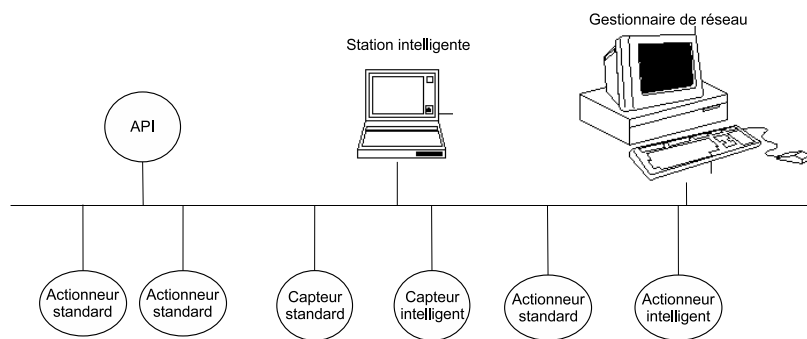 Gestionnaire de réseau
Station intelligente
API
Actionneur
standard
Actionneur
standard
Capteur
standard
Capteur
intelligent
Actionneur
standard
Actionneur
intelligent